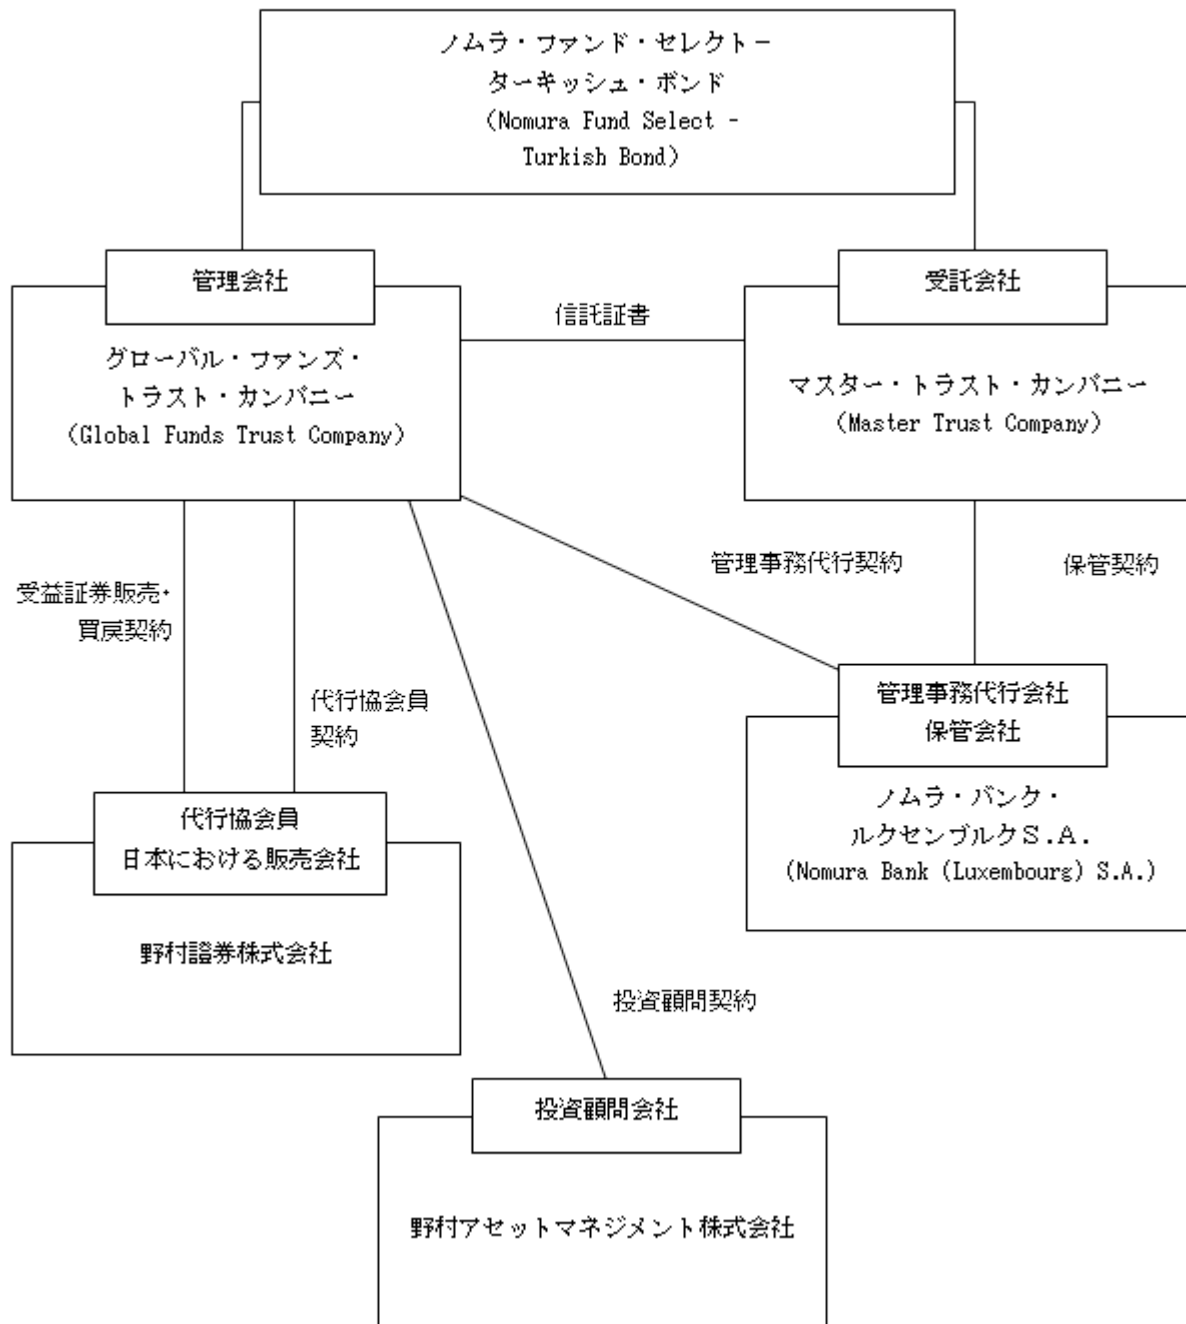 ノムラ・ファンド・セレクト－
ターキッシュ・ボンド
（Nomura Fund Select -
Turkish Bond）
管理会社
受託会社
信託証書
グローバル・ファンズ・
トラスト・カンパニー
（Global Funds Trust Company）
マスター・トラスト・カンパニー
（Master Trust Company）
管理事務代行契約
保管契約
受益証券販売・
買戻契約
代行協会員
契約
管理事務代行会社
保管会社
ノムラ・バンク・
ルクセンブルクＳ.Ａ.
(Nomura Bank (Luxembourg) S.A.)
代行協会員
日本における販売会社
野村證券株式会社
投資顧問契約
投資顧問会社
野村アセットマネジメント株式会社